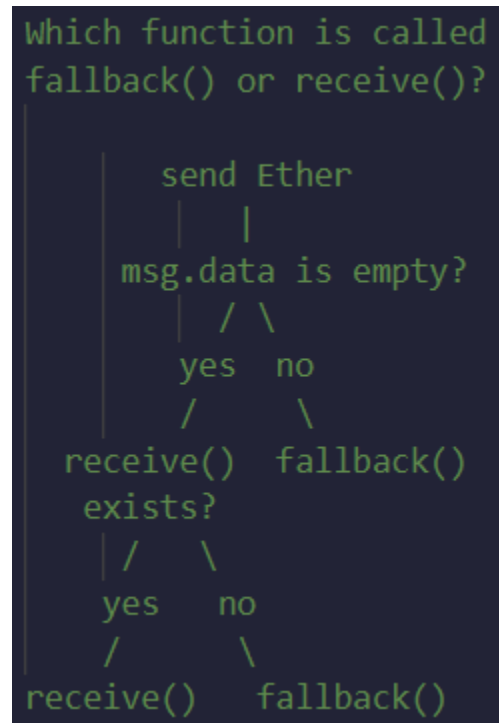 Which function is called
fallback() or receive()?
send Ether
|
msg.data is empty?
/ \
yes no
/ \
receive() fallback()
exists?
/ \
yes no
/ \
receive() fallback()